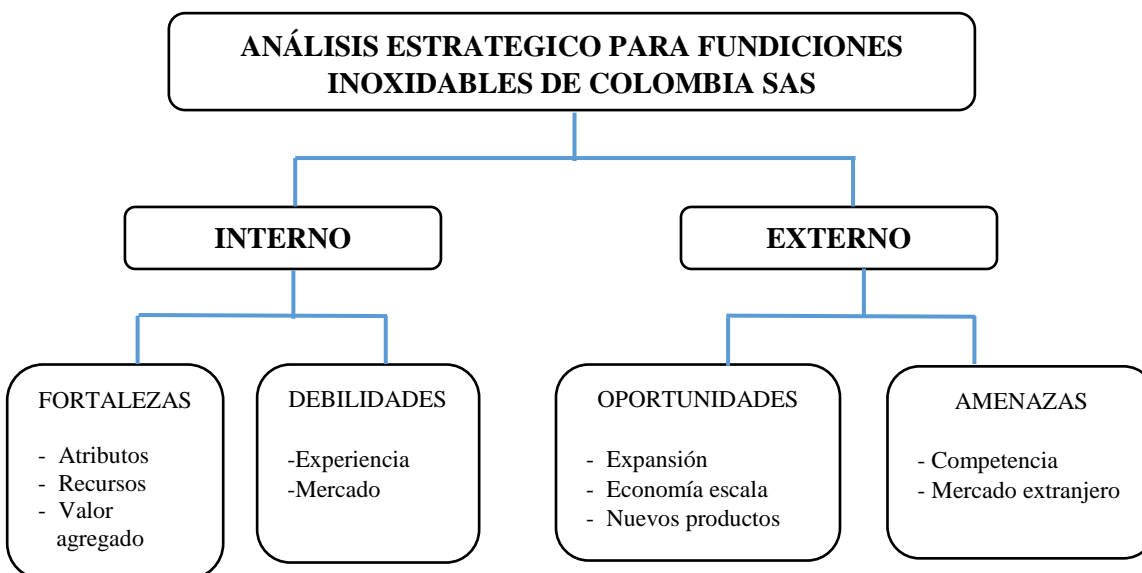 ANÁLISIS ESTRATEGICO PARA FUNDICIONES
INOXIDABLES DE COLOMBIA SAS
INTERNO
EXTERNO
FORTALEZAS
- Atributos
- Recursos
- Valor
agregado
DEBILIDADES
-Experiencia
-Mercado
OPORTUNIDADES
- Expansión
- Economía escala
- Nuevos productos
AMENAZAS
- Competencia
- Mercado extranjero